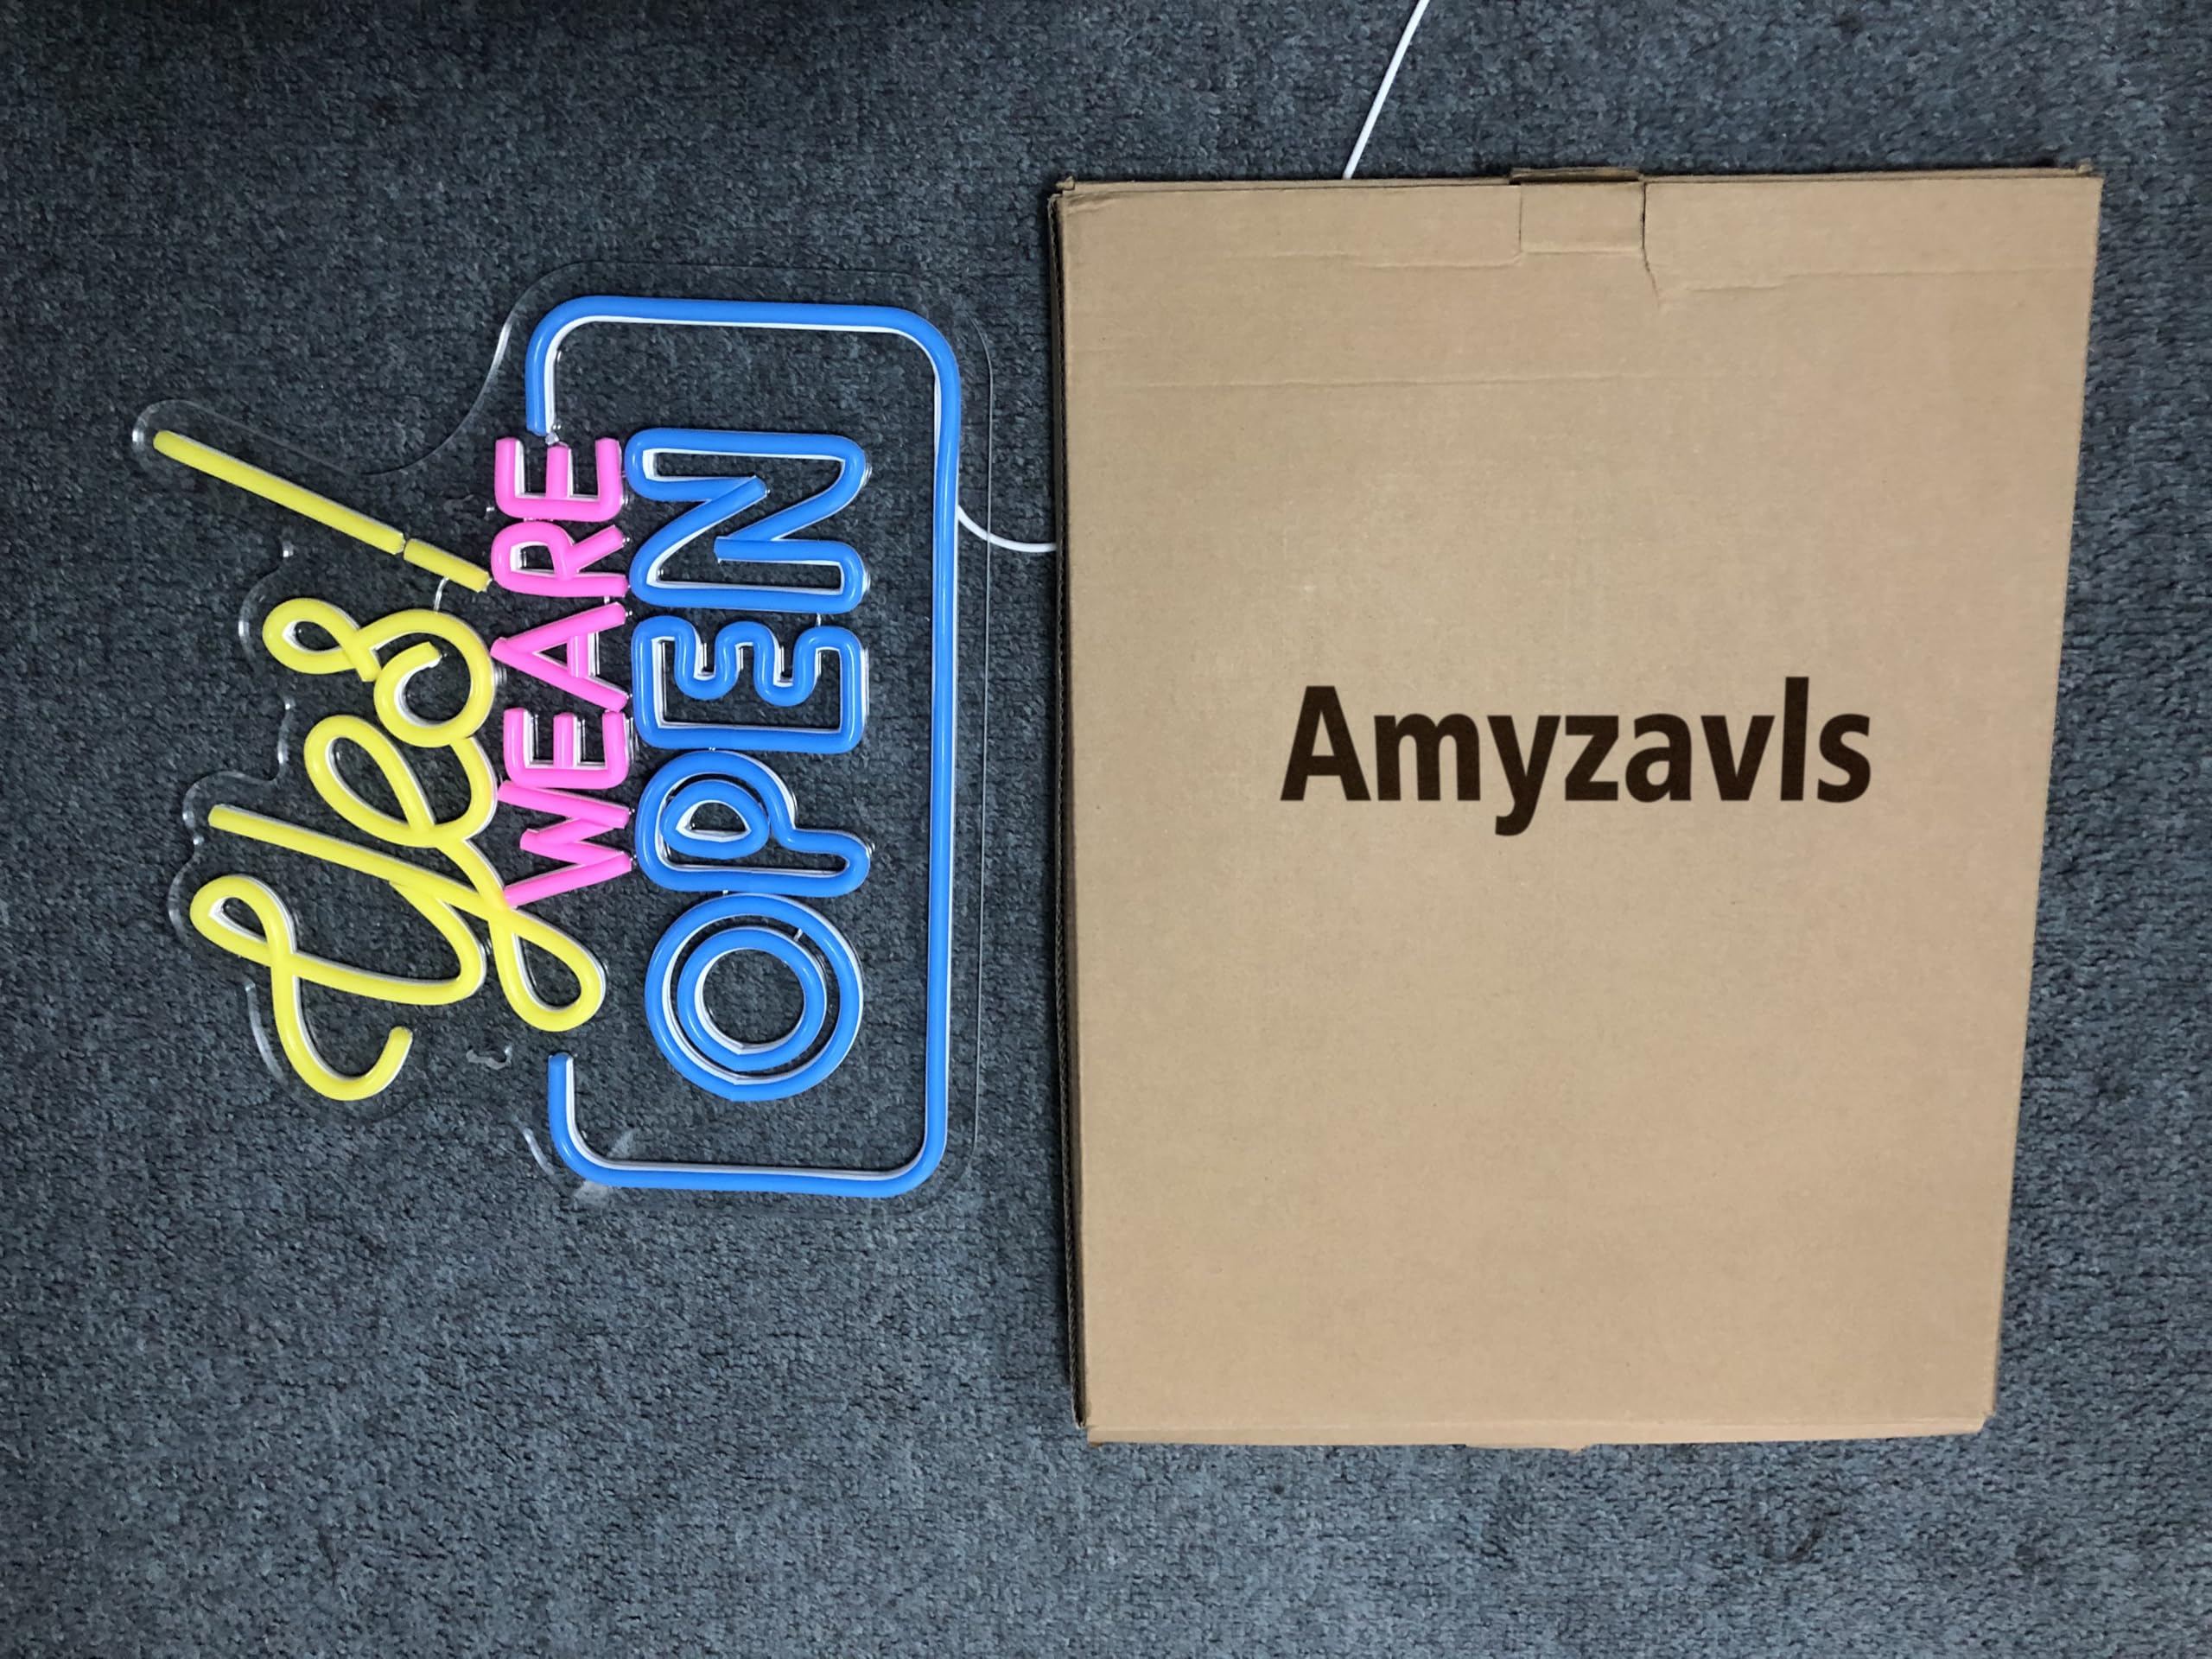 Yes!
WE ARE
OPEN
Amyzavls